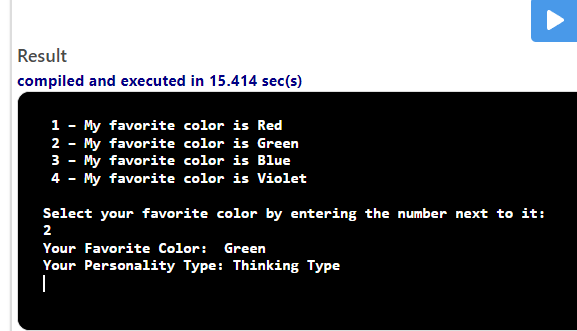 Result
compiled and executed in 15.414 sec(s)
1 – My favorite color is Red
2 – My favorite color is Green
3 – My favorite color is Blue
4 – My favorite color is Violet
Select your favorite color by entering the number next to it:
2
Your Favorite Color:  Green
Your Personality Type: Thinking Type